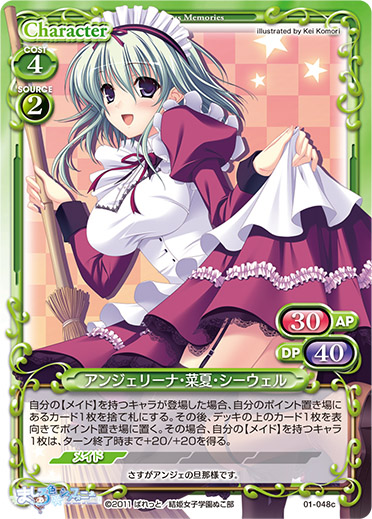 s Memories
Character
illustrated by Kei Komori
COST
4
SOURCE
2
30 AP
DP 40
アンジェリーナ・菜夏・シーウェル
自分の【メイド】を持つキャラが登場した場合、自分のポイント置き場に
あるカード1枚を捨て札にする。その後、デッキの上のカード1枚を表
向きでポイント置き場に置く。その場合、自分の【メイド】を持つキャラ
1枚は、ターン終了時まで+20/+20を得る。
メイド
さすがアンジェの旦那様です。
©2011 ぱれっと／結姫女子学園ぬこ部
01-048c